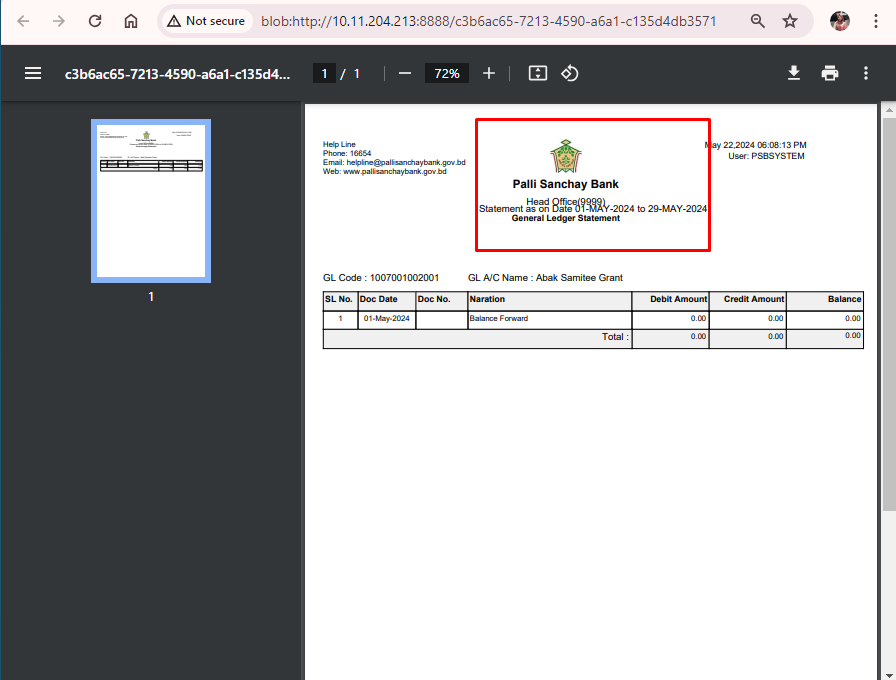 Not secure
blob:http://10.11.204.213:8888/c3b6ac65-7213-4590-a6a1-c135d4db3571
c3b6ac65-7213-4590-a6a1-c135d4...
1 / 1
72%
1
Help Line
Phone: 16654
Email: helpline@pallisanchaybank.gov.bd
Web: www.pallisanchaybank.gov.bd
Palli Sanchay Bank
Head Office(9999)
Statement as on Date 01-MAY-2024 to 29-MAY-2024
General Ledger Statement
May 22,2024 06:08:13 PM
User: PSBSYSTEM
GL Code : 1007001002001 GL A/C Name : Abak Samitee Grant
SL No. Doc Date Doc No. Naration Debit Amount Credit Amount Balance
1 01-May-2024 Balance Forward 0.00 0.00 0.00
Total : 0.00 0.00 0.00